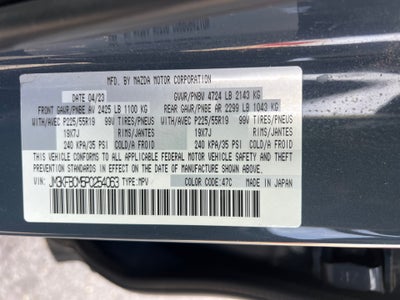 MFD. BY MAZDA MOTOR CORPORATION
DATE 04/23 GVWR/PNBV 4724 LB 2143 KG
FRONT GAWR/PNBE AV 2425 LB 1100 KG REAR GAWR/PNBE AR 2299 LB 1043 KG
WITH/AVEC P225/55R19 99V TIRES/PNEUS WITH/AVEC P225/55R19 99V TIRES/PNEUS
19X7J RIMS/JANTES 19X7J RIMS/JANTES
240 KPA/35 PSI COLD/A FROID 240 KPA/35 PSI COLD/A FROID
THIS VEHICLE CONFORMS TO ALL APPLICABLE FEDERAL MOTOR VEHICLE SAFETY, BUMPER AND THEFT
PREVENTION STANDARDS IN EFFECT ON THE DATE OF MANUFACTURE SHOWN ABOVE.
VIN: JM3KFBCM5P0254063 TYPE: MPV COLOR CODE: 47C MADE IN JAPAN